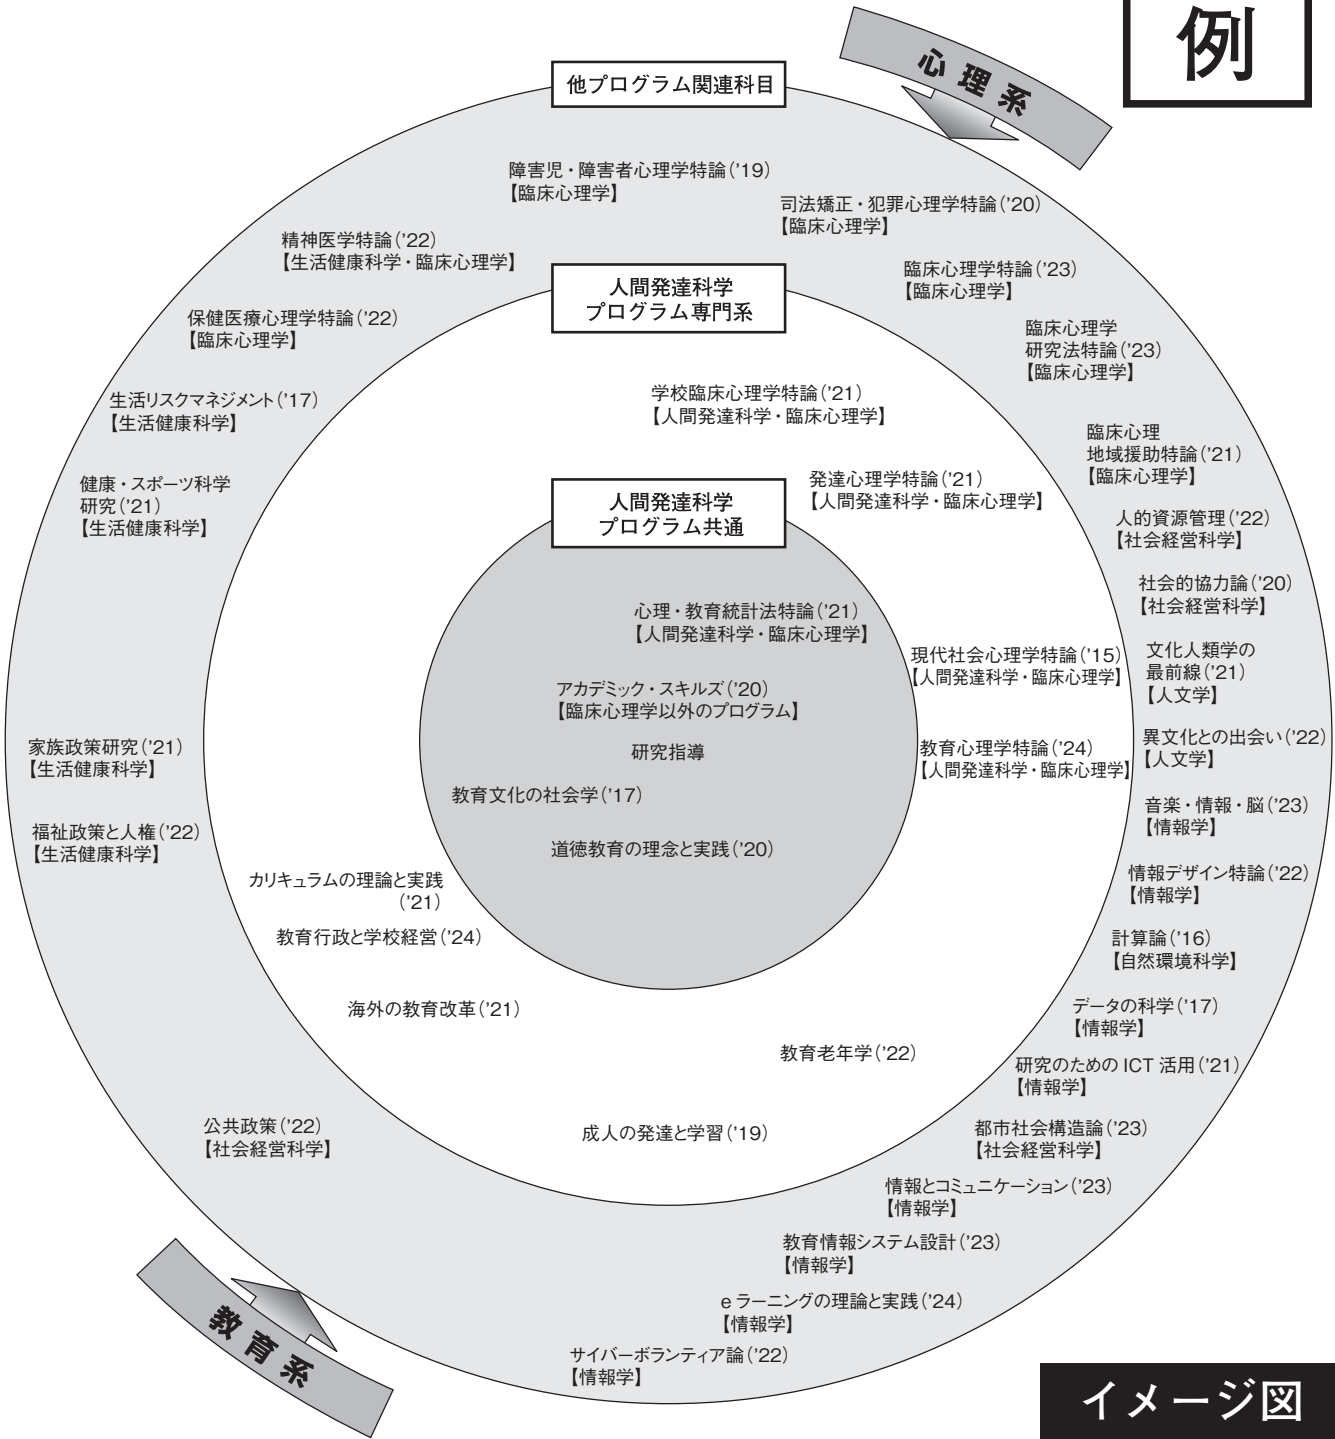 例
心理系
他プログラム関連科目
障害児・障害者心理学特論('19)
【臨床心理学】
司法矯正・犯罪心理学特論('20)
【臨床心理学】
精神医学特論('22)
【生活健康科学・臨床心理学】
臨床心理学特論('23)
【臨床心理学】
保健医療心理学特論('22)
【臨床心理学】
臨床心理学
研究法特論('23)
【臨床心理学】
生活リスクマネジメント('17)
【生活健康科学】
臨床心理
地域援助特論('21)
【臨床心理学】
健康・スポーツ科学
研究('21)
【生活健康科学】
人的資源管理('22)
【社会経営科学】
社会的協力論('20)
【社会経営科学】
文化人類学の
最前線('21)
【人文学】
家族政策研究('21)
【生活健康科学】
異文化との出会い('22)
【人文学】
音楽・情報・脳('23)
【情報学】
福祉政策と人権('22)
【生活健康科学】
情報デザイン特論('22)
【情報学】
計算論('16)
【自然環境科学】
データの科学('17)
【情報学】
研究のための ICT 活用('21)
【情報学】
公共政策('22)
【社会経営科学】
都市社会構造論('23)
【社会経営科学】
情報とコミュニケーション('23)
【情報学】
教育情報システム設計('23)
【情報学】
e ラーニングの理論と実践('24)
【情報学】
サイバーボランティア論('22)
【情報学】
人間発達科学
プログラム専門系
学校臨床心理学特論('21)
【人間発達科学・臨床心理学】
発達心理学特論('21)
【人間発達科学・臨床心理学】
現代社会心理学特論('15)
【人間発達科学・臨床心理学】
教育心理学特論('24)
【人間発達科学・臨床心理学】
カリキュラムの理論と実践
('21)
教育行政と学校経営('24)
海外の教育改革('21)
教育老年学('22)
成人の発達と学習('19)
人間発達科学
プログラム共通
心理・教育統計法特論('21)
【人間発達科学・臨床心理学】
アカデミック・スキルズ('20)
【臨床心理学以外のプログラム】
研究指導
教育文化の社会学('17)
道徳教育の理念と実践('20)
教育系
イメージ図